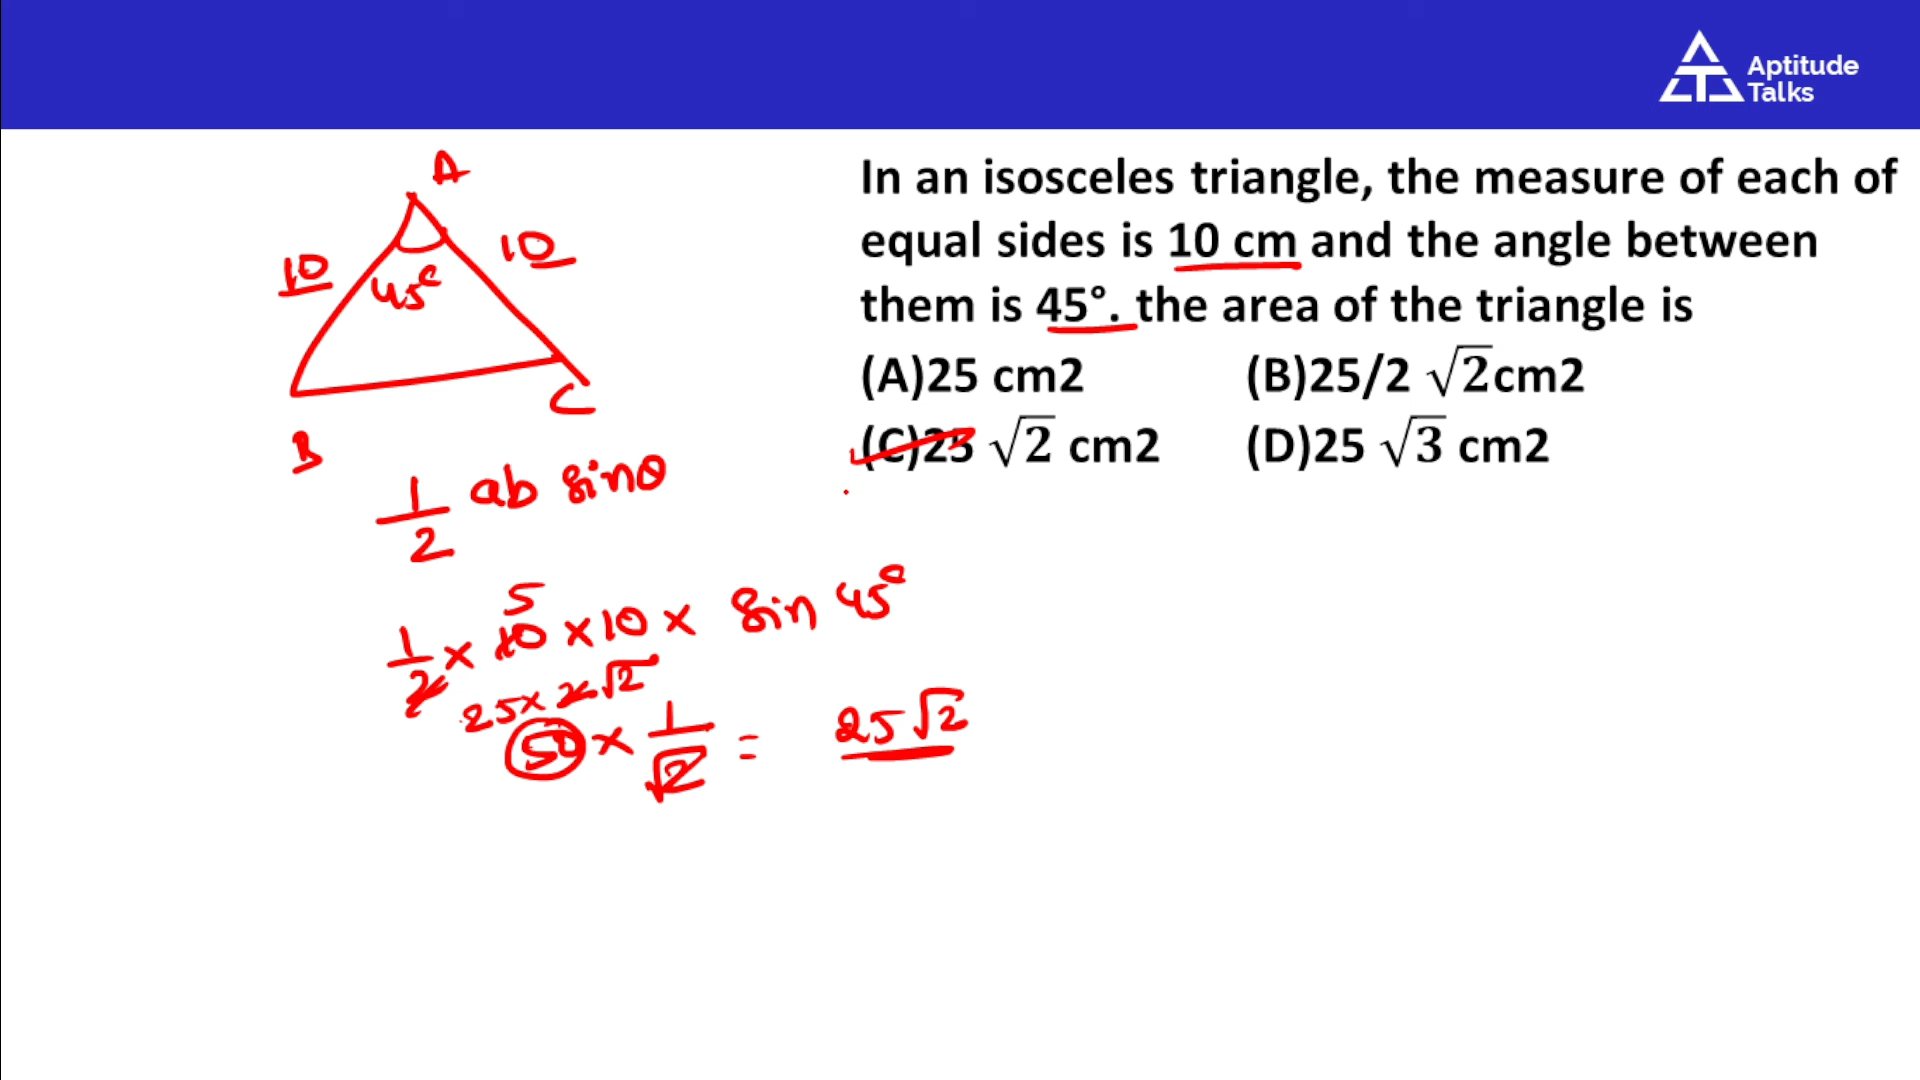 Aptitude
Talks
In an isosceles triangle, the measure of each of
equal sides is 10 cm and the angle between
them is 45°. the area of the triangle is
(A)25 cm2 (B)25/2 √2cm2
(C)25 √2 cm2 (D)25 √3 cm2
A
10 10
45°
B C
1/2 ab sinθ
5
1/2 × 10 × 10 × sin 45°
25 × 2√2
50 × 1/√2 = 25√2